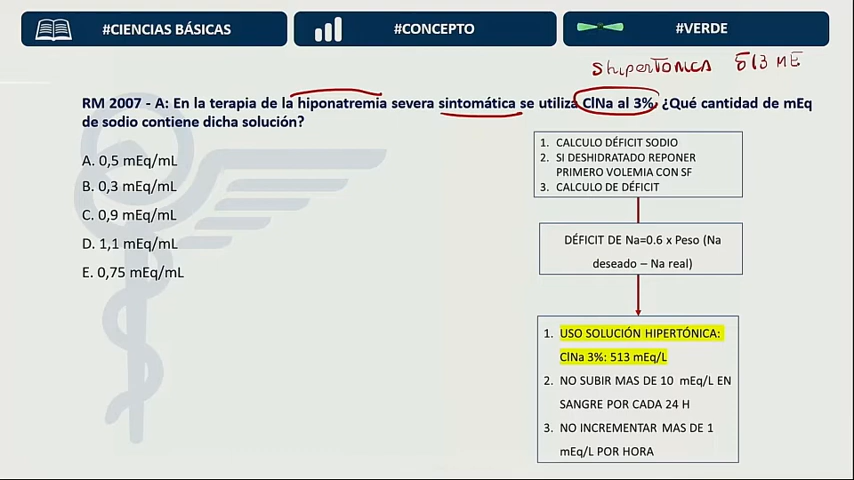 #CIENCIAS BÁSICAS
#CONCEPTO
#VERDE
ShiperTONICA 513 ME
RM 2007 - A: En la terapia de la hiponatremia severa sintomática se utiliza ClNa al 3%. ¿Qué cantidad de mEq
de sodio contiene dicha solución?
A. 0,5 mEq/mL
B. 0,3 mEq/mL
C. 0,9 mEq/mL
D. 1,1 mEq/mL
E. 0,75 mEq/mL
1. CALCULO DÉFICIT SODIO
2. SI DESHIDRATADO REPONER
PRIMERO VOLEMIA CON SF
3. CALCULO DE DÉFICIT
DÉFICIT DE Na=0.6 x Peso (Na
deseado – Na real)
1. USO SOLUCIÓN HIPERTÓNICA:
ClNa 3%: 513 mEq/L
2. NO SUBIR MAS DE 10 mEq/L EN
SANGRE POR CADA 24 H
3. NO INCREMENTAR MAS DE 1
mEq/L POR HORA